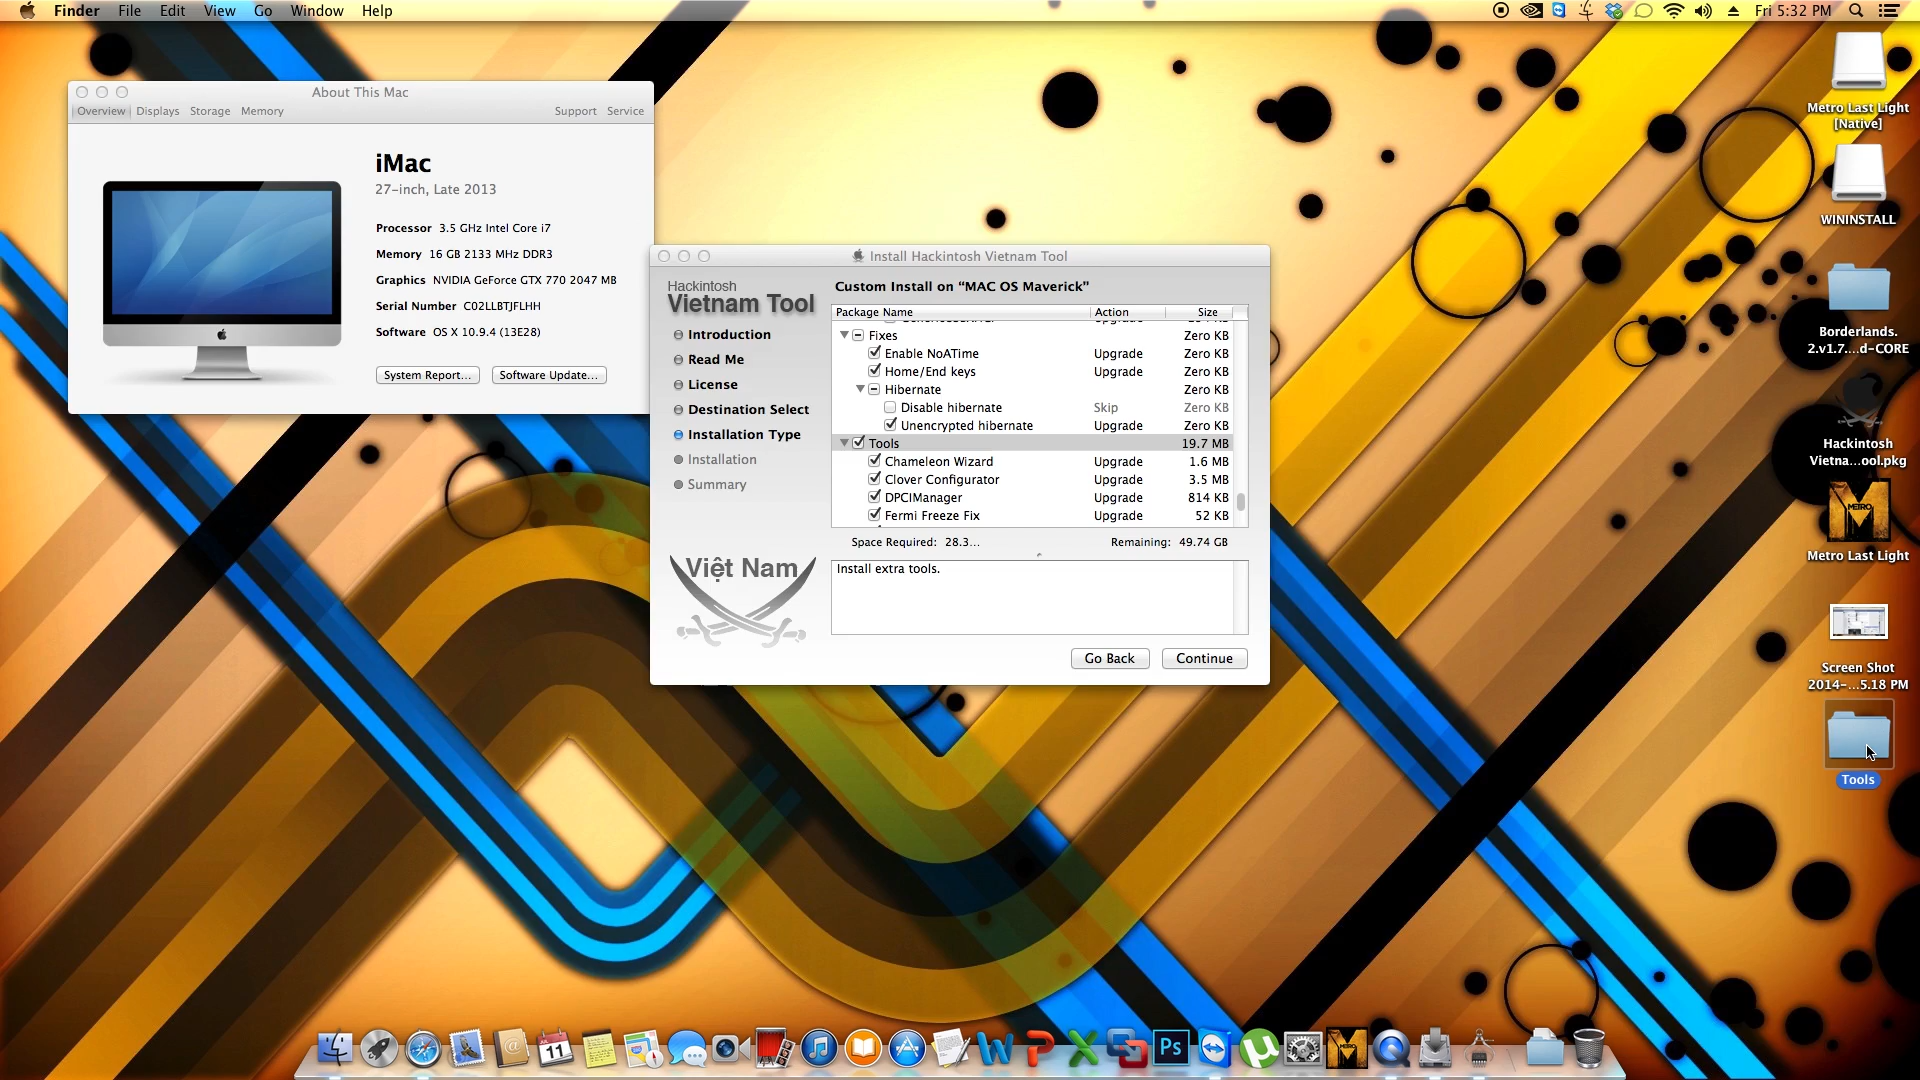 Finder File Edit View Go Window Help
Fri 5:32 PM
About This Mac
Overview Displays Storage Memory Support Service
iMac
27-inch, Late 2013
Processor 3.5 GHz Intel Core i7
Memory 16 GB 2133 MHz DDR3
Graphics NVIDIA GeForce GTX 770 2047 MB
Serial Number C02LLBTJFLHH
Software OS X 10.9.4 (13E28)
System Report... Software Update...
Install Hackintosh Vietnam Tool
Hackintosh
Vietnam Tool
Introduction
Read Me
License
Destination Select
Installation Type
Installation
Summary
Việt Nam
Custom Install on “MAC OS Maverick”
Package Name Action Size
Fixes Zero KB
Enable NoATime Upgrade Zero KB
Home/End keys Upgrade Zero KB
Hibernate Zero KB
Disable hibernate Skip Zero KB
Unencrypted hibernate Upgrade Zero KB
Tools 19.7 MB
Chameleon Wizard Upgrade 1.6 MB
Clover Configurator Upgrade 3.5 MB
DPCIManager Upgrade 814 KB
Fermi Freeze Fix Upgrade 52 KB
Space Required: 28.3... Remaining: 49.74 GB
Install extra tools.
Go Back Continue
Metro Last Light
[Native]
WININSTALL
Borderlands.
2.v1.7....d-CORE
Hackintosh
Vietna...ool.pkg
METRO
Metro Last Light
Screen Shot
2014-...5.18 PM
Tools
11
Ps